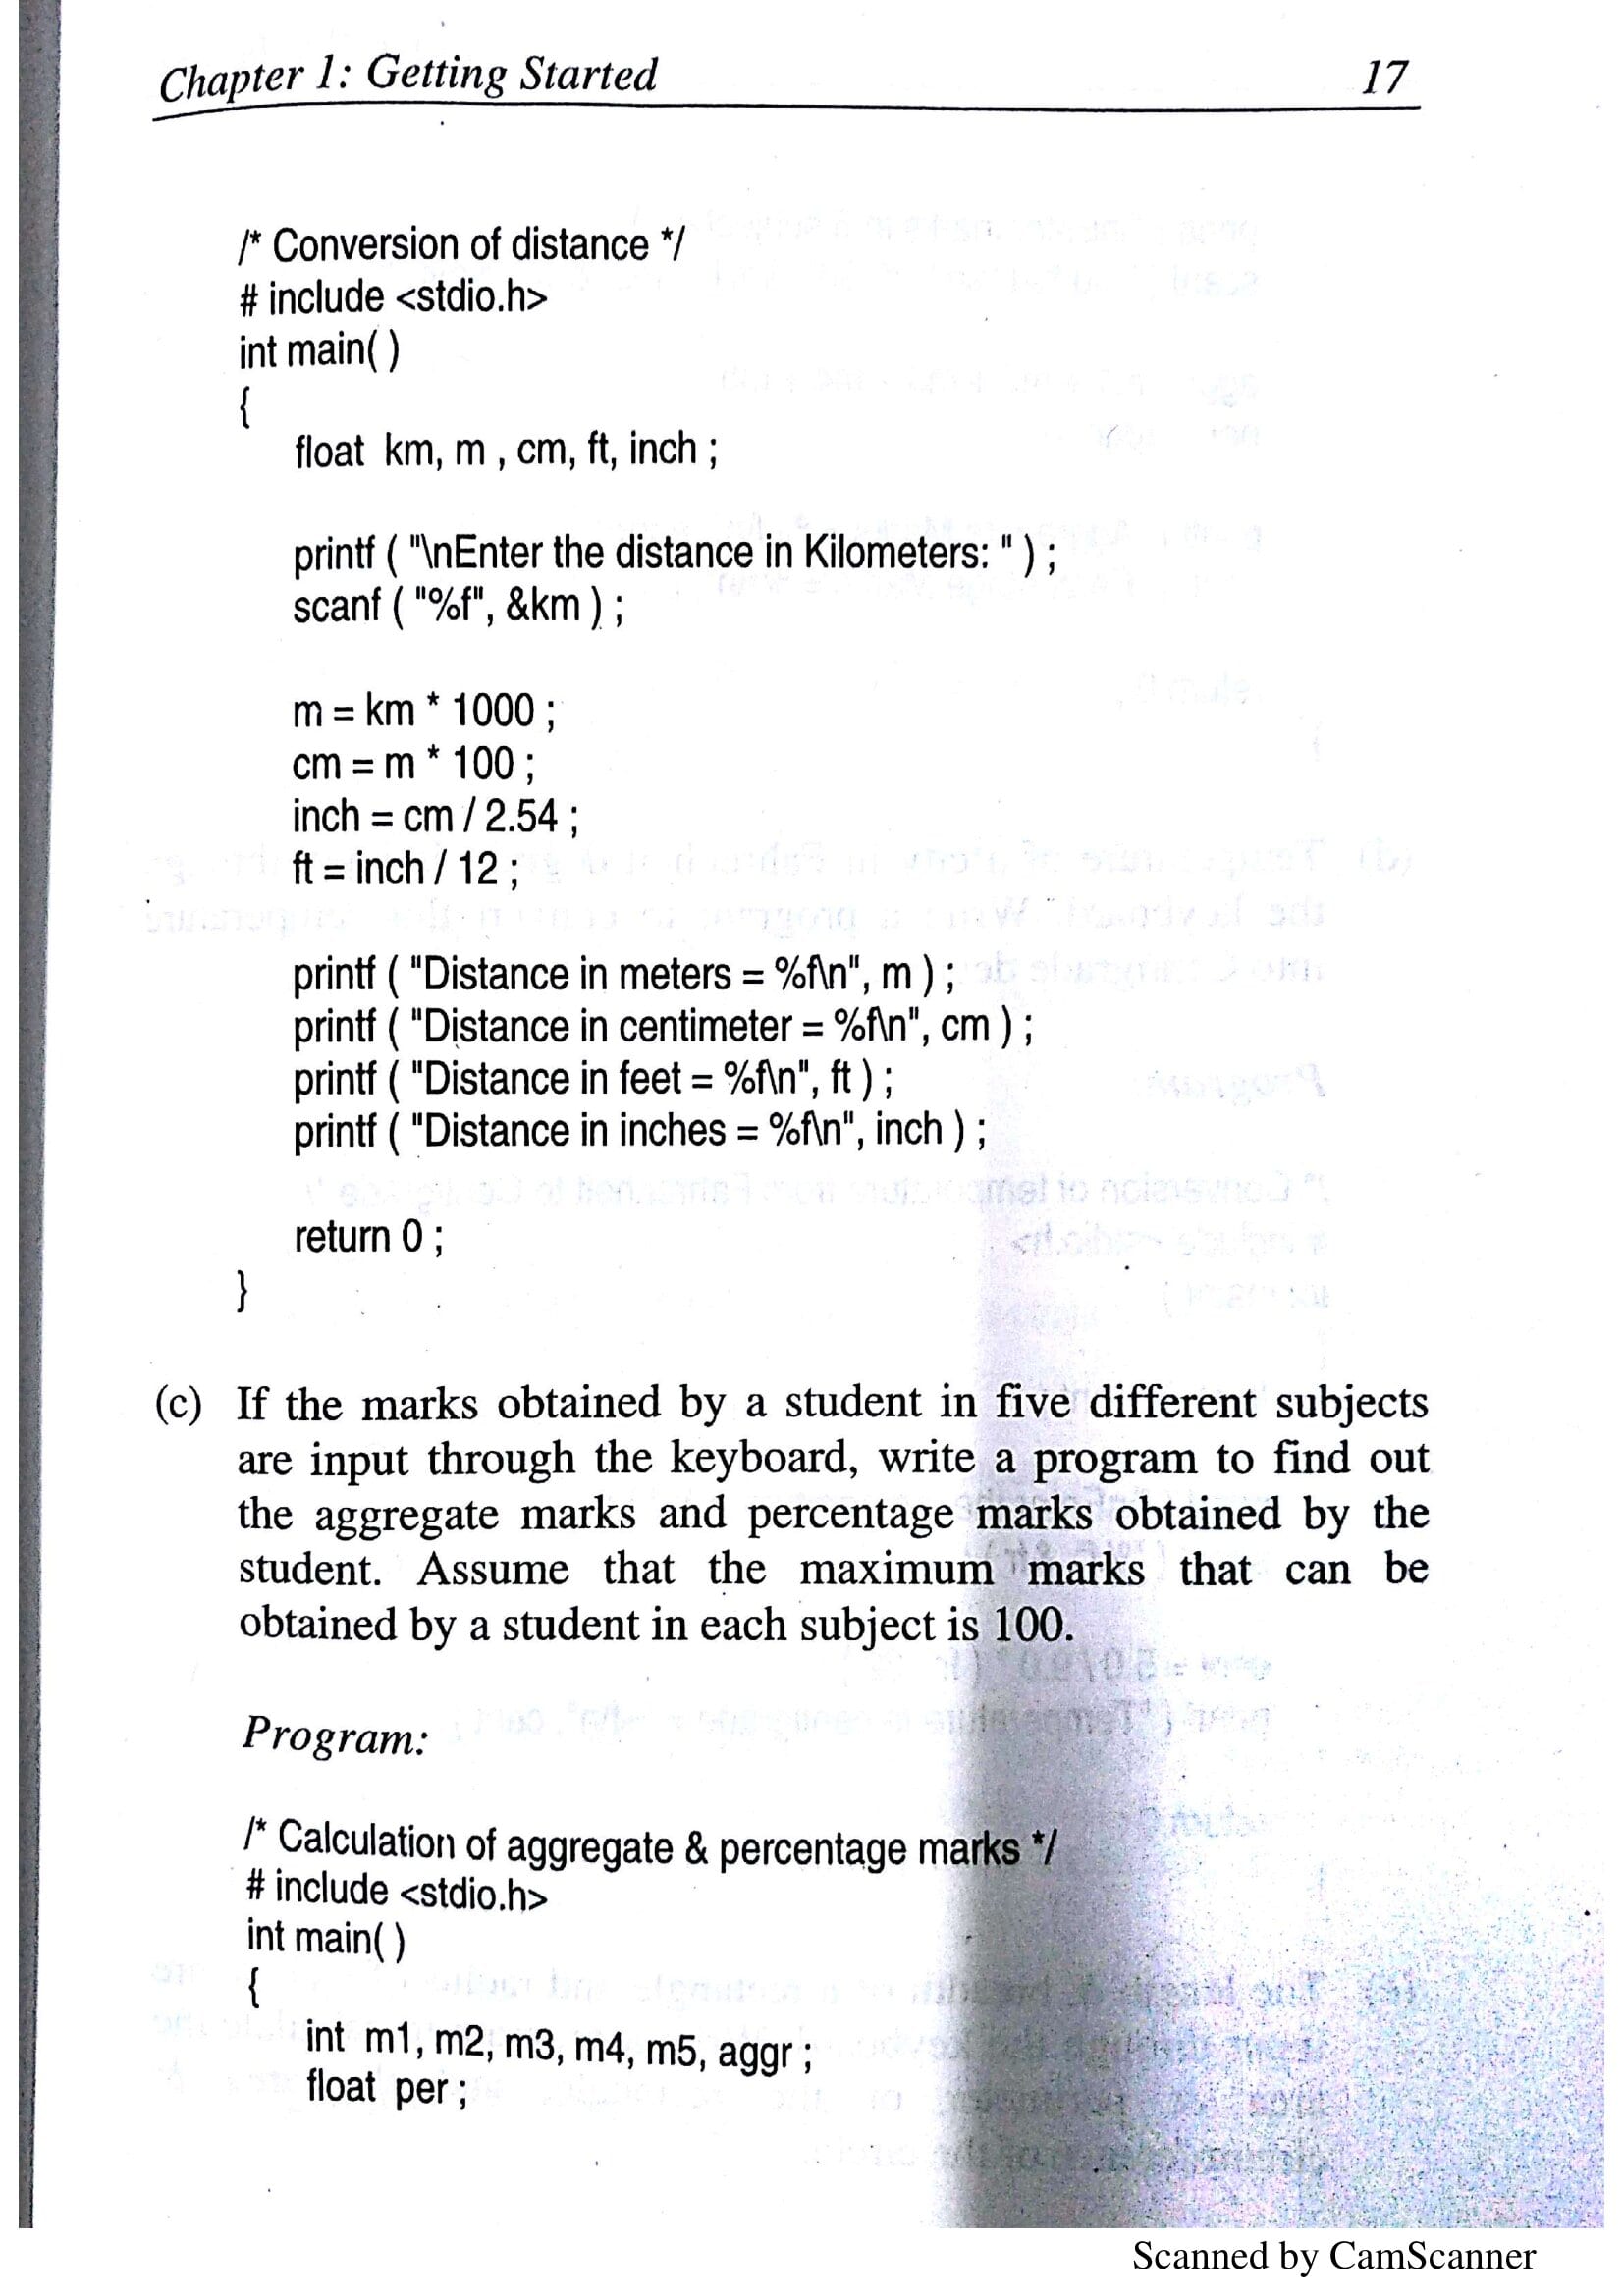 Chapter 1: Getting Started 17
/* Conversion of distance */
# include <stdio.h>
int main( )
{
float km, m , cm, ft, inch ;
printf ( "\nEnter the distance in Kilometers: " ) ;
scanf ( "%f", &km ) ;
m = km * 1000 ;
cm = m * 100 ;
inch = cm / 2.54 ;
ft = inch / 12 ;
printf ( "Distance in meters = %f\n", m ) ;
printf ( "Distance in centimeter = %f\n", cm ) ;
printf ( "Distance in feet = %f\n", ft ) ;
printf ( "Distance in inches = %f\n", inch ) ;
return 0 ;
}
(c) If the marks obtained by a student in five different subjects
are input through the keyboard, write a program to find out
the aggregate marks and percentage marks obtained by the
student. Assume that the maximum marks that can be
obtained by a student in each subject is 100.
Program:
/* Calculation of aggregate & percentage marks */
# include <stdio.h>
int main( )
{
int m1, m2, m3, m4, m5, aggr ;
float per ;
Scanned by CamScanner